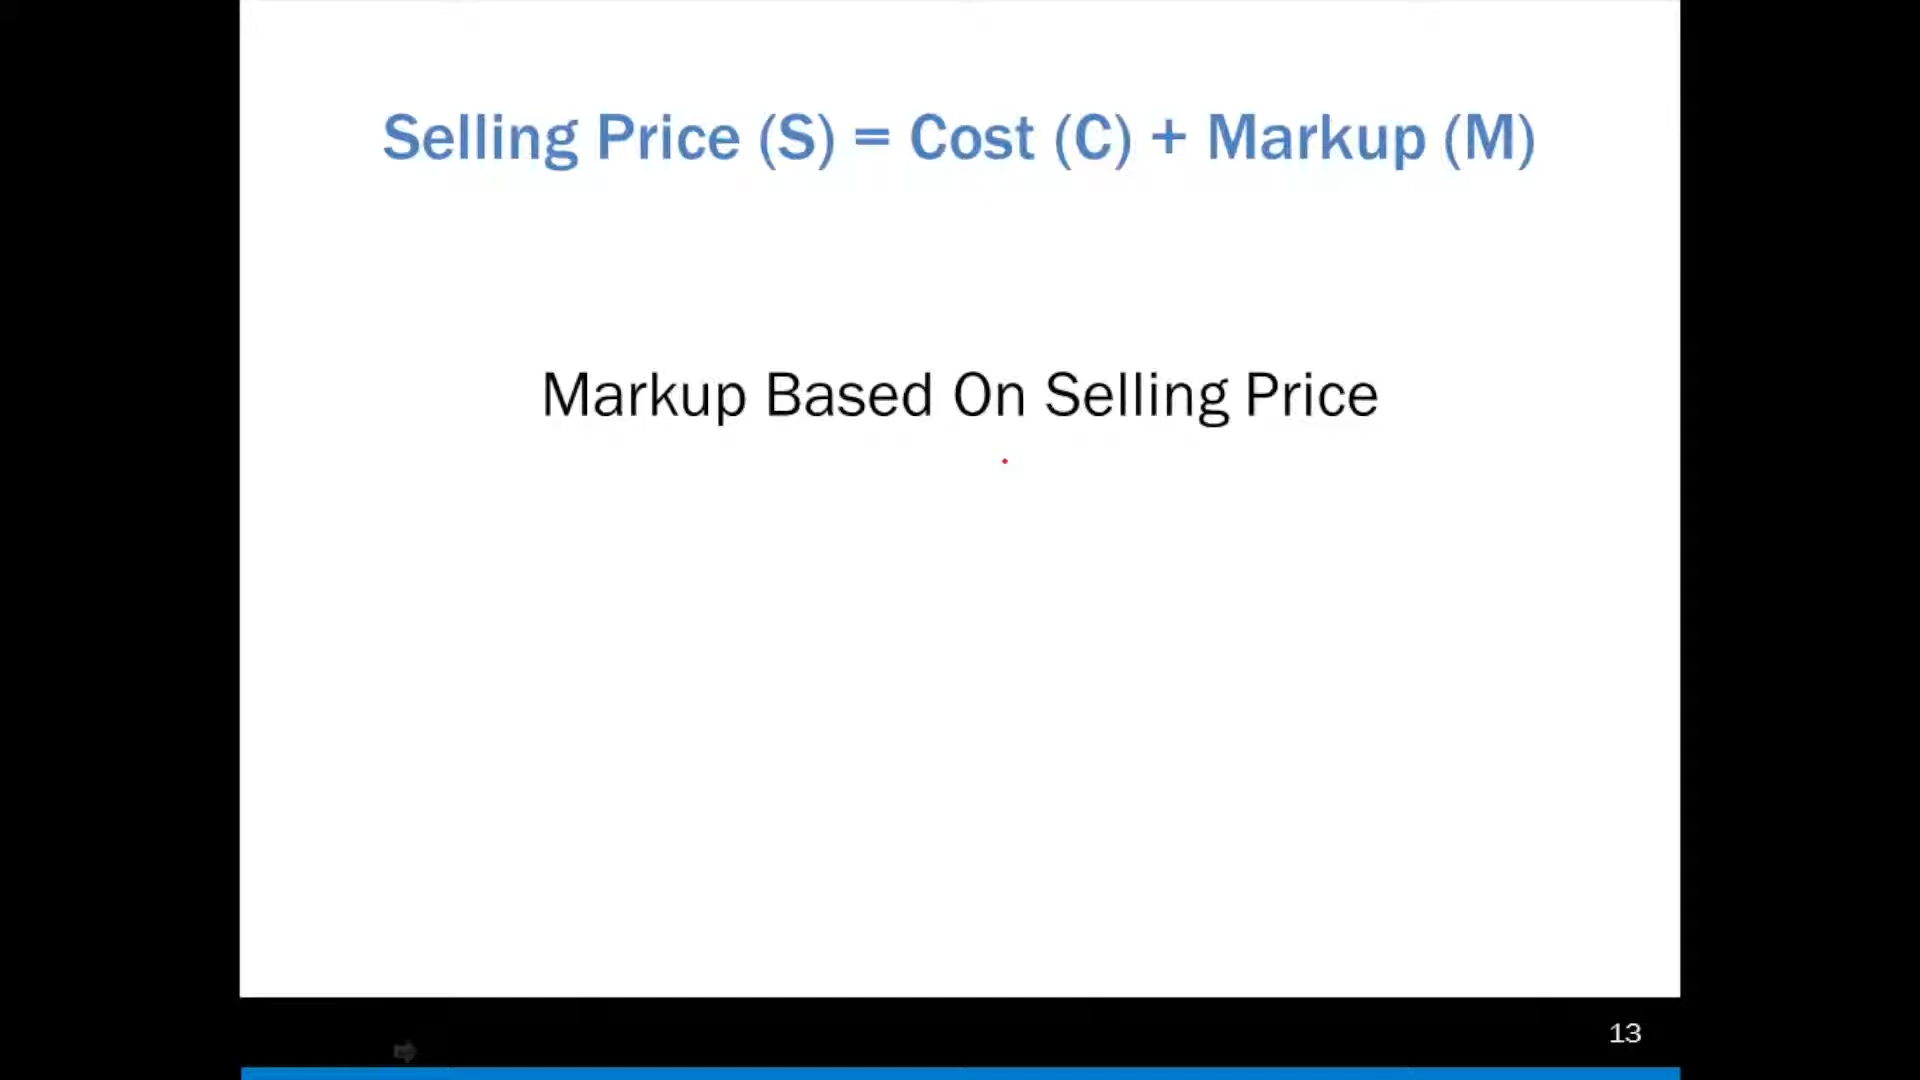 Selling Price (S) = Cost (C) + Markup (M)
Markup Based On Selling Price
13